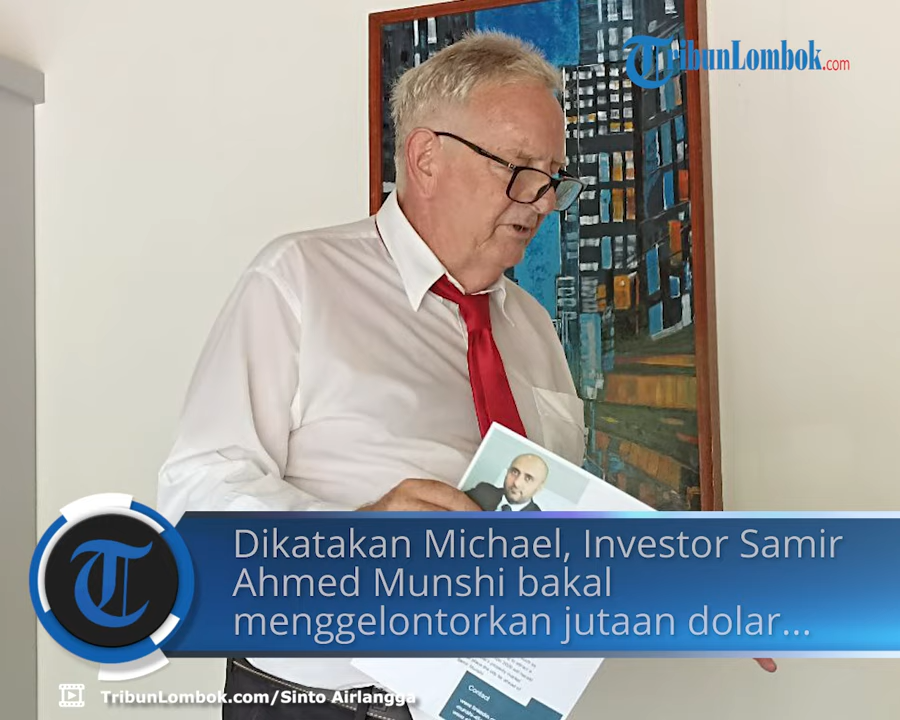 TribunLombok.com
Dikatakan Michael, Investor Samir
Ahmed Munshi bakal
menggelontorkan jutaan dolar...
Contact
TribunLombok.com/Sinto Airlangga